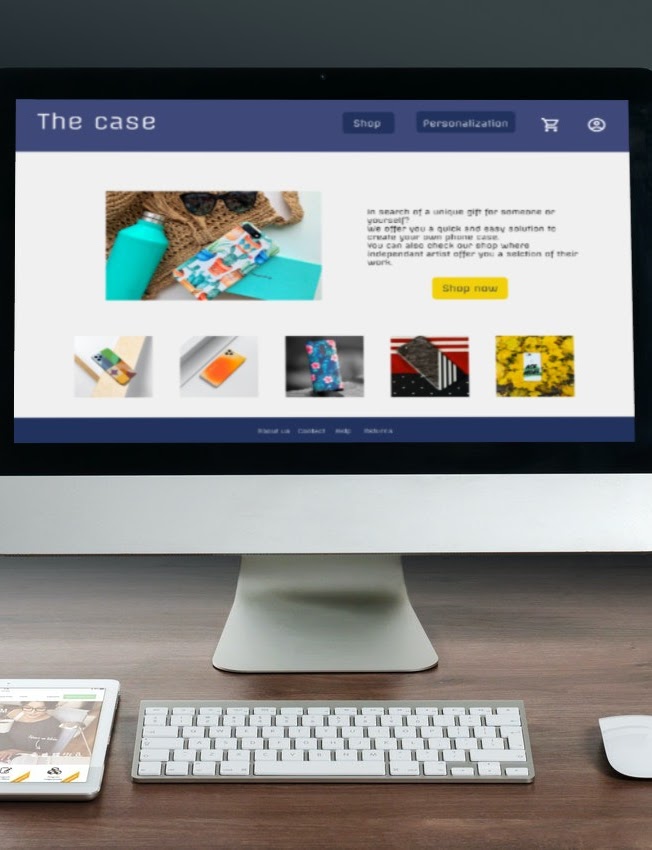 The case
Shop
Personalization
In search of a unique gift for someone or
yourself?
We offer you a quick and easy solution to
create your own phone case.
You can also check our shop where
independant artist offer you a selction of their
work.
Shop now
About us
Contact
Help
Returns